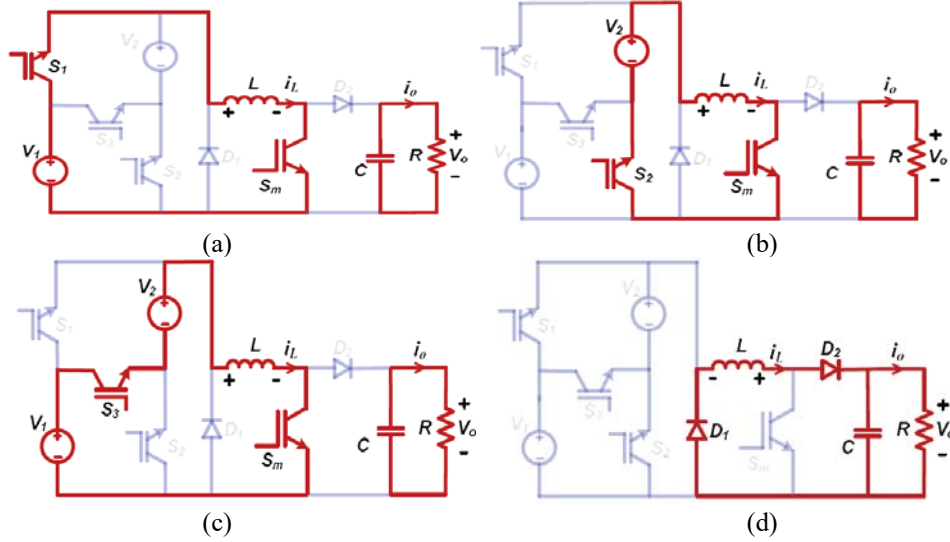 S1 V2 L iL D2 io
+ - S3 + 
V1 S2 D1 Sm C R Vo -
(a)
V2 L iL D2 io
S1 + - S3 +
V1 S2 D1 Sm C R Vo -
(b)
V2 L iL D2 io
S1 + - S3 +
V1 S2 D1 Sm C R Vo -
(c)
V2 L iL D2 io
S1 - + S3 +
V1 S2 D1 Sm C R Vo -
(d)